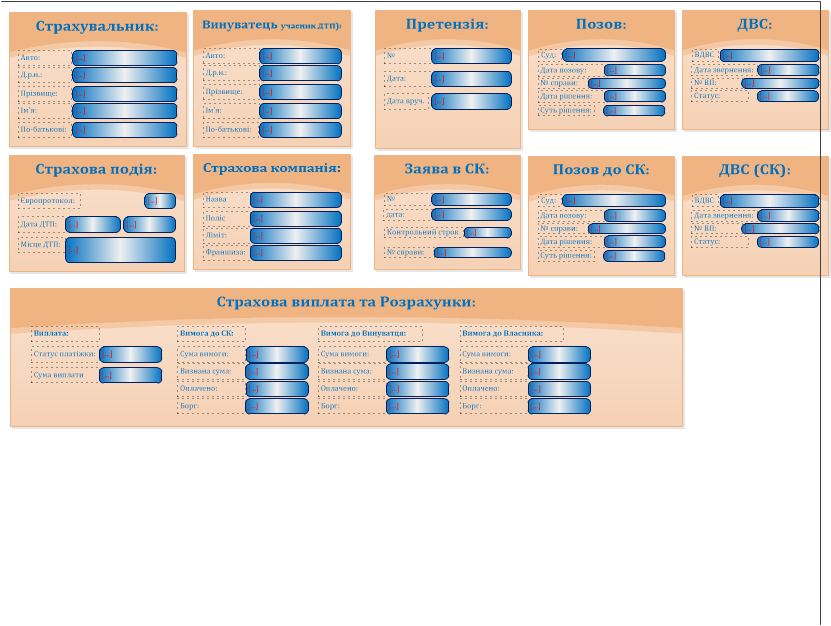 Страхувальник:
Авто: [...]
Д.р.н.: [...]
Прізвище: [...]
Ім'я: [...]
По-батькові: [...]
Винуватець (учасник ДТП):
Авто: [...]
Д.р.н.: [...]
Прізвище: [...]
Ім'я: [...]
По-батькові: [...]
Претензія:
№ [...]
Дата: [...]
Дата вруч. [...]
Позов:
Суд: [...]
Дата позову: [...]
№ справи: [...]
Дата рішення: [...]
Суть рішення: [...]
ДВС:
ВДВС [...]
Дата звернення: [...]
№ ВП: [...]
Статус: [...]
Страхова подія:
Європротокол: [...]
Дата ДТП: [...] [...]
Місце ДТП: [...]
Страхова компанія:
Назва [...]
Поліс [...]
Ліміт: [...]
Франшиза: [...]
Заява в СК:
№ [...]
дата: [...]
Контрольний строк [...]
№ справи: [...]
Позов до СК:
Суд: [...]
Дата позову: [...]
№ справи: [...]
Дата рішення: [...]
Суть рішення: [...]
ДВС (СК):
ВДВС [...]
Дата звернення: [...]
№ ВП: [...]
Статус: [...]
Страхова виплата та Розрахунки:
Виплата:
Статус платіжки: [...]
Сума виплати [...]
Вимога до СК:
Сума вимоги: [...]
Визнана сума: [...]
Оплачено: [...]
Борг: [...]
Вимога до Винуватця:
Сума вимоги: [...]
Визнана сума: [...]
Оплачено: [...]
Борг: [...]
Вимога до Власника:
Сума вимоги: [...]
Визнана сума: [...]
Оплачено: [...]
Борг: [...]